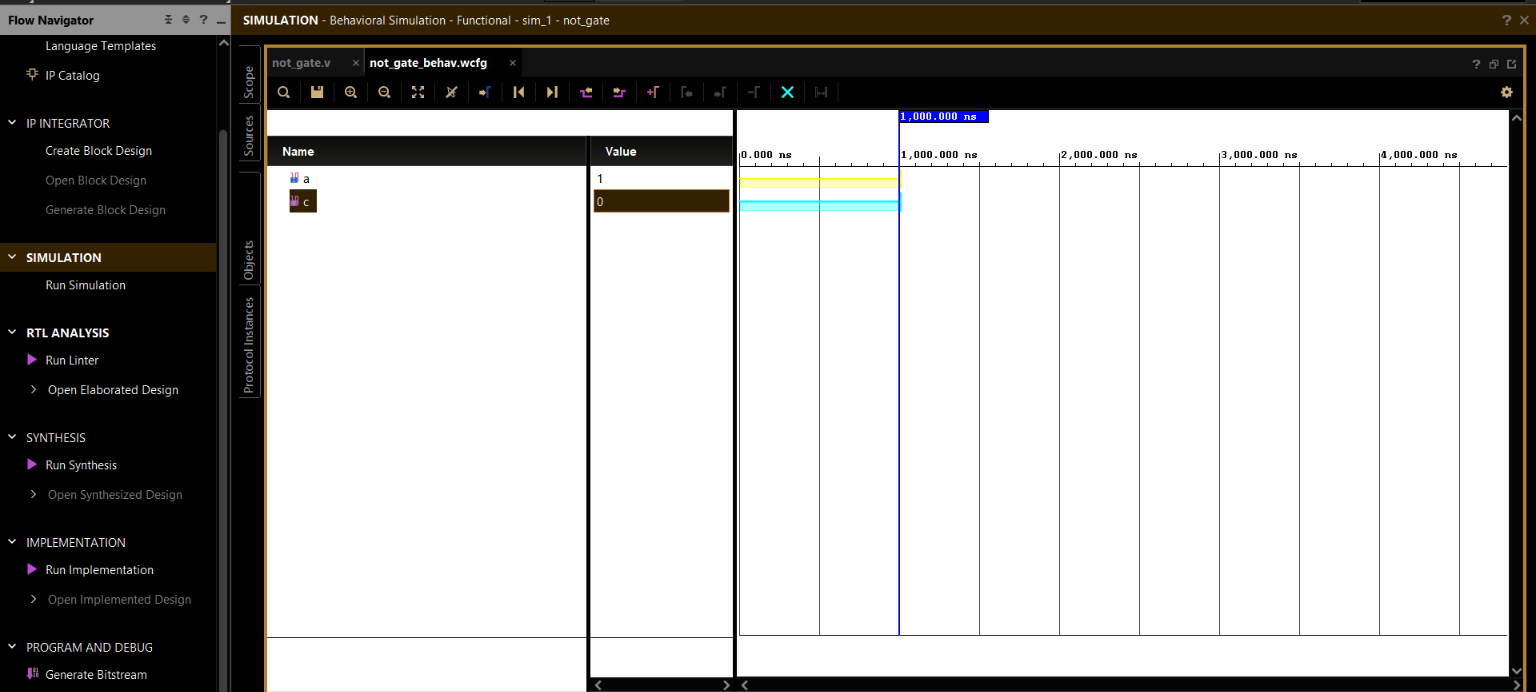 Flow Navigator
?
Language Templates
IP Catalog
IP INTEGRATOR
Create Block Design
Open Block Design
Generate Block Design
SIMULATION
Run Simulation
RTL ANALYSIS
Run Linter
Open Elaborated Design
SYNTHESIS
Run Synthesis
Open Synthesized Design
IMPLEMENTATION
Run Implementation
Open Implemented Design
PROGRAM AND DEBUG
Generate Bitstream
SIMULATION - Behavioral Simulation - Functional - sim_1 - not_gate
?
Scope
Sources
Objects
Protocol Instances
not_gate.v
not_gate_behav.wcfg
?
Name Value
a 1
c 0
1,000.000 ns
0.000 ns 1,000.000 ns 2,000.000 ns 3,000.000 ns 4,000.000 ns